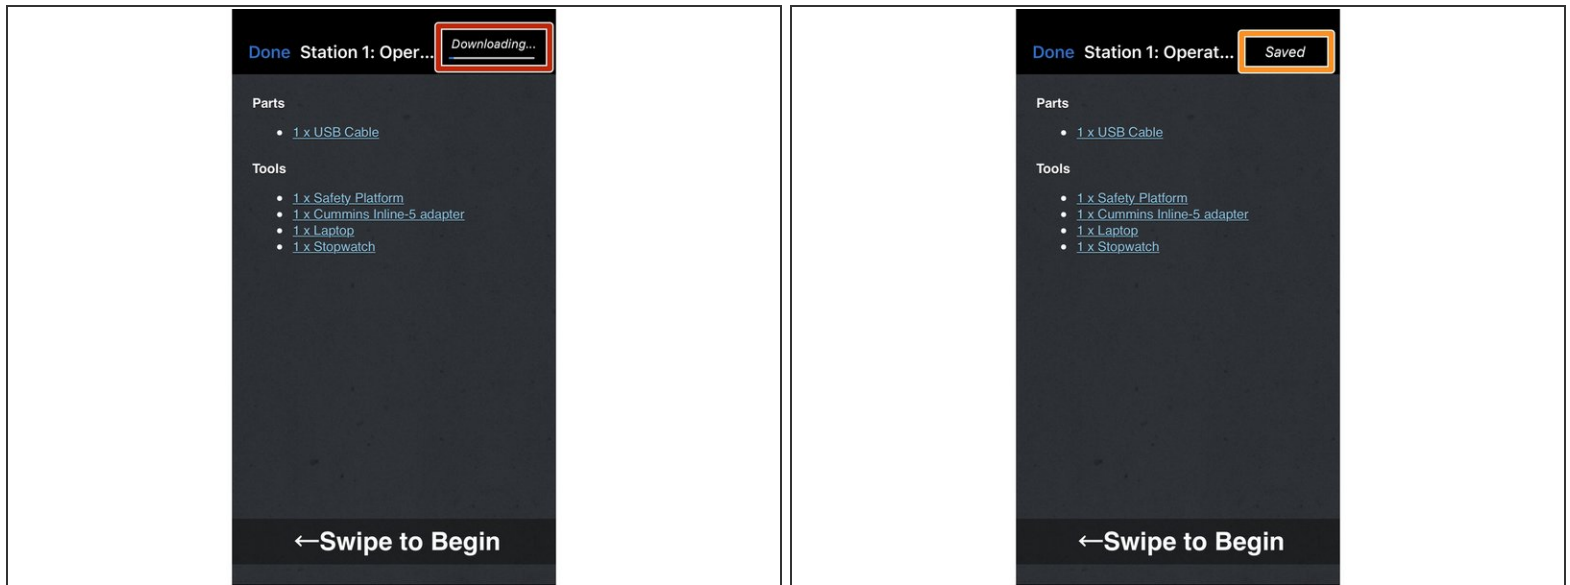 Done Station 1: Oper... Downloading...
Parts
• 1 x USB Cable
Tools
• 1 x Safety Platform
• 1 x Cummins Inline-5 adapter
• 1 x Laptop
• 1 x Stopwatch
←Swipe to Begin
Done Station 1: Operat... Saved
Parts
• 1 x USB Cable
Tools
• 1 x Safety Platform
• 1 x Cummins Inline-5 adapter
• 1 x Laptop
• 1 x Stopwatch
←Swipe to Begin